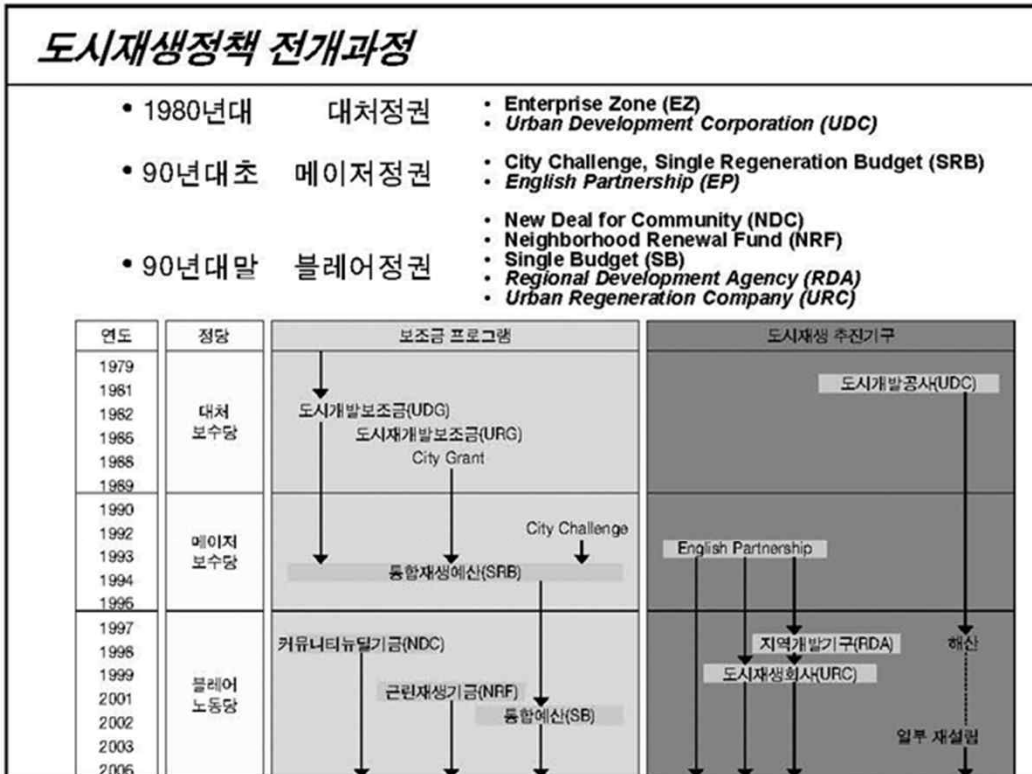 도시재생정책 전개과정
• 1980년대 대처정권
• Enterprise Zone (EZ)
• Urban Development Corporation (UDC)
• 90년대초 메이저정권
• City Challenge, Single Regeneration Budget (SRB)
• English Partnership (EP)
• 90년대말 블레어정권
• New Deal for Community (NDC)
• Neighborhood Renewal Fund (NRF)
• Single Budget (SB)
• Regional Development Agency (RDA)
• Urban Regeneration Company (URC)
연도 정당 보조금 프로그램 도시재생 추진기구
1979
1981
1982
1986
1988
1989
대처
보수당
도시개발보조금(UDG)
도시재개발보조금(URG)
City Grant
도시개발공사(UDC)
1990
1992
1993
1994
1996
메이저
보수당
City Challenge
통합재생예산(SRB)
English Partnership
1997
1998
1999
2001
2002
2003
2006
블레어
노동당
커뮤니티뉴딜기금(NDC)
근린재생기금(NRF)
통합예산(SB)
지역개발기구(RDA)
도시재생회사(URC)
해산
일부 재설립